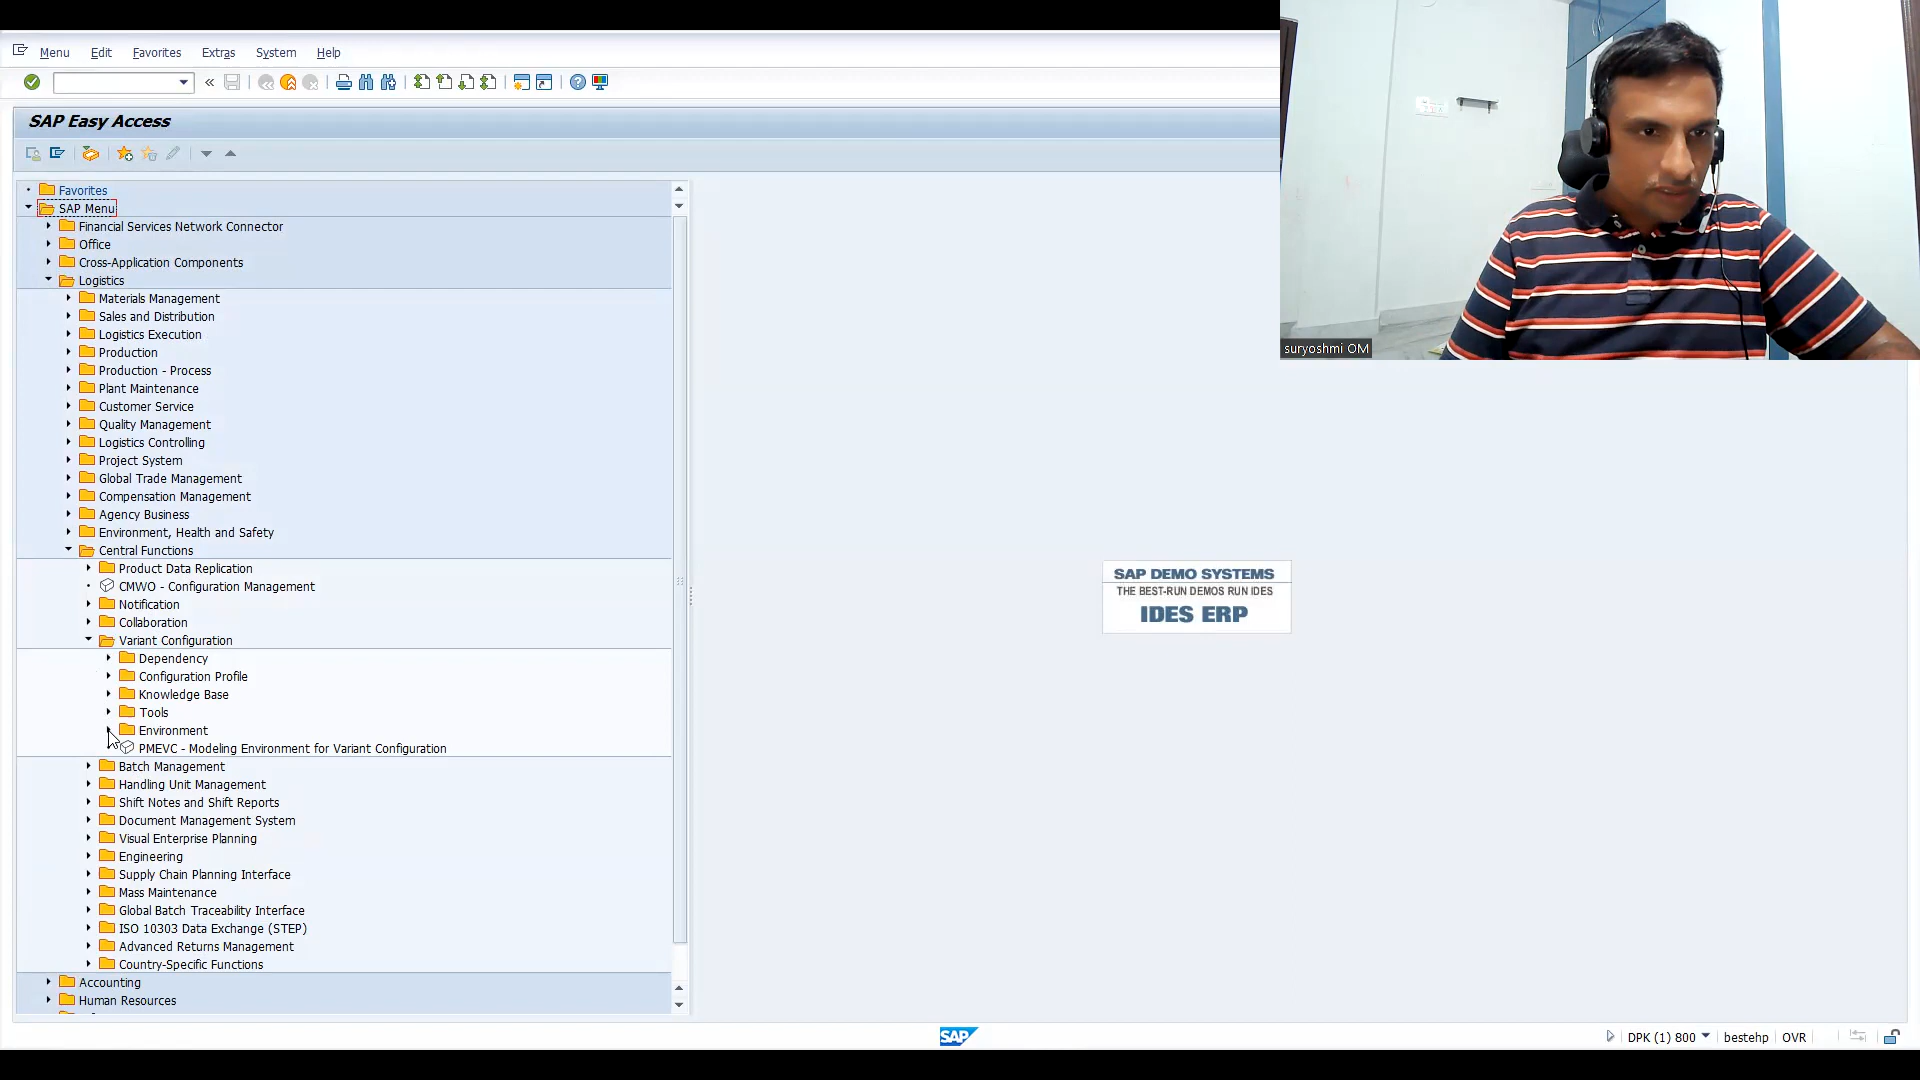 Menu Edit Favorites Extras System Help
SAP Easy Access
Favorites
SAP Menu
Financial Services Network Connector
Office
Cross-Application Components
Logistics
Materials Management
Sales and Distribution
Logistics Execution
Production
Production - Process
Plant Maintenance
Customer Service
Quality Management
Logistics Controlling
Project System
Global Trade Management
Compensation Management
Agency Business
Environment, Health and Safety
Central Functions
Product Data Replication
CMWO - Configuration Management
Notification
Collaboration
Variant Configuration
Dependency
Configuration Profile
Knowledge Base
Tools
Environment
PMEVC - Modeling Environment for Variant Configuration
Batch Management
Handling Unit Management
Shift Notes and Shift Reports
Document Management System
Visual Enterprise Planning
Engineering
Supply Chain Planning Interface
Mass Maintenance
Global Batch Traceability Interface
ISO 10303 Data Exchange (STEP)
Advanced Returns Management
Country-Specific Functions
Accounting
Human Resources
SAP DEMO SYSTEMS
THE BEST-RUN DEMOS RUN IDES
IDES ERP
suryoshmi OM
SAP
DPK (1) 800 bestehp OVR